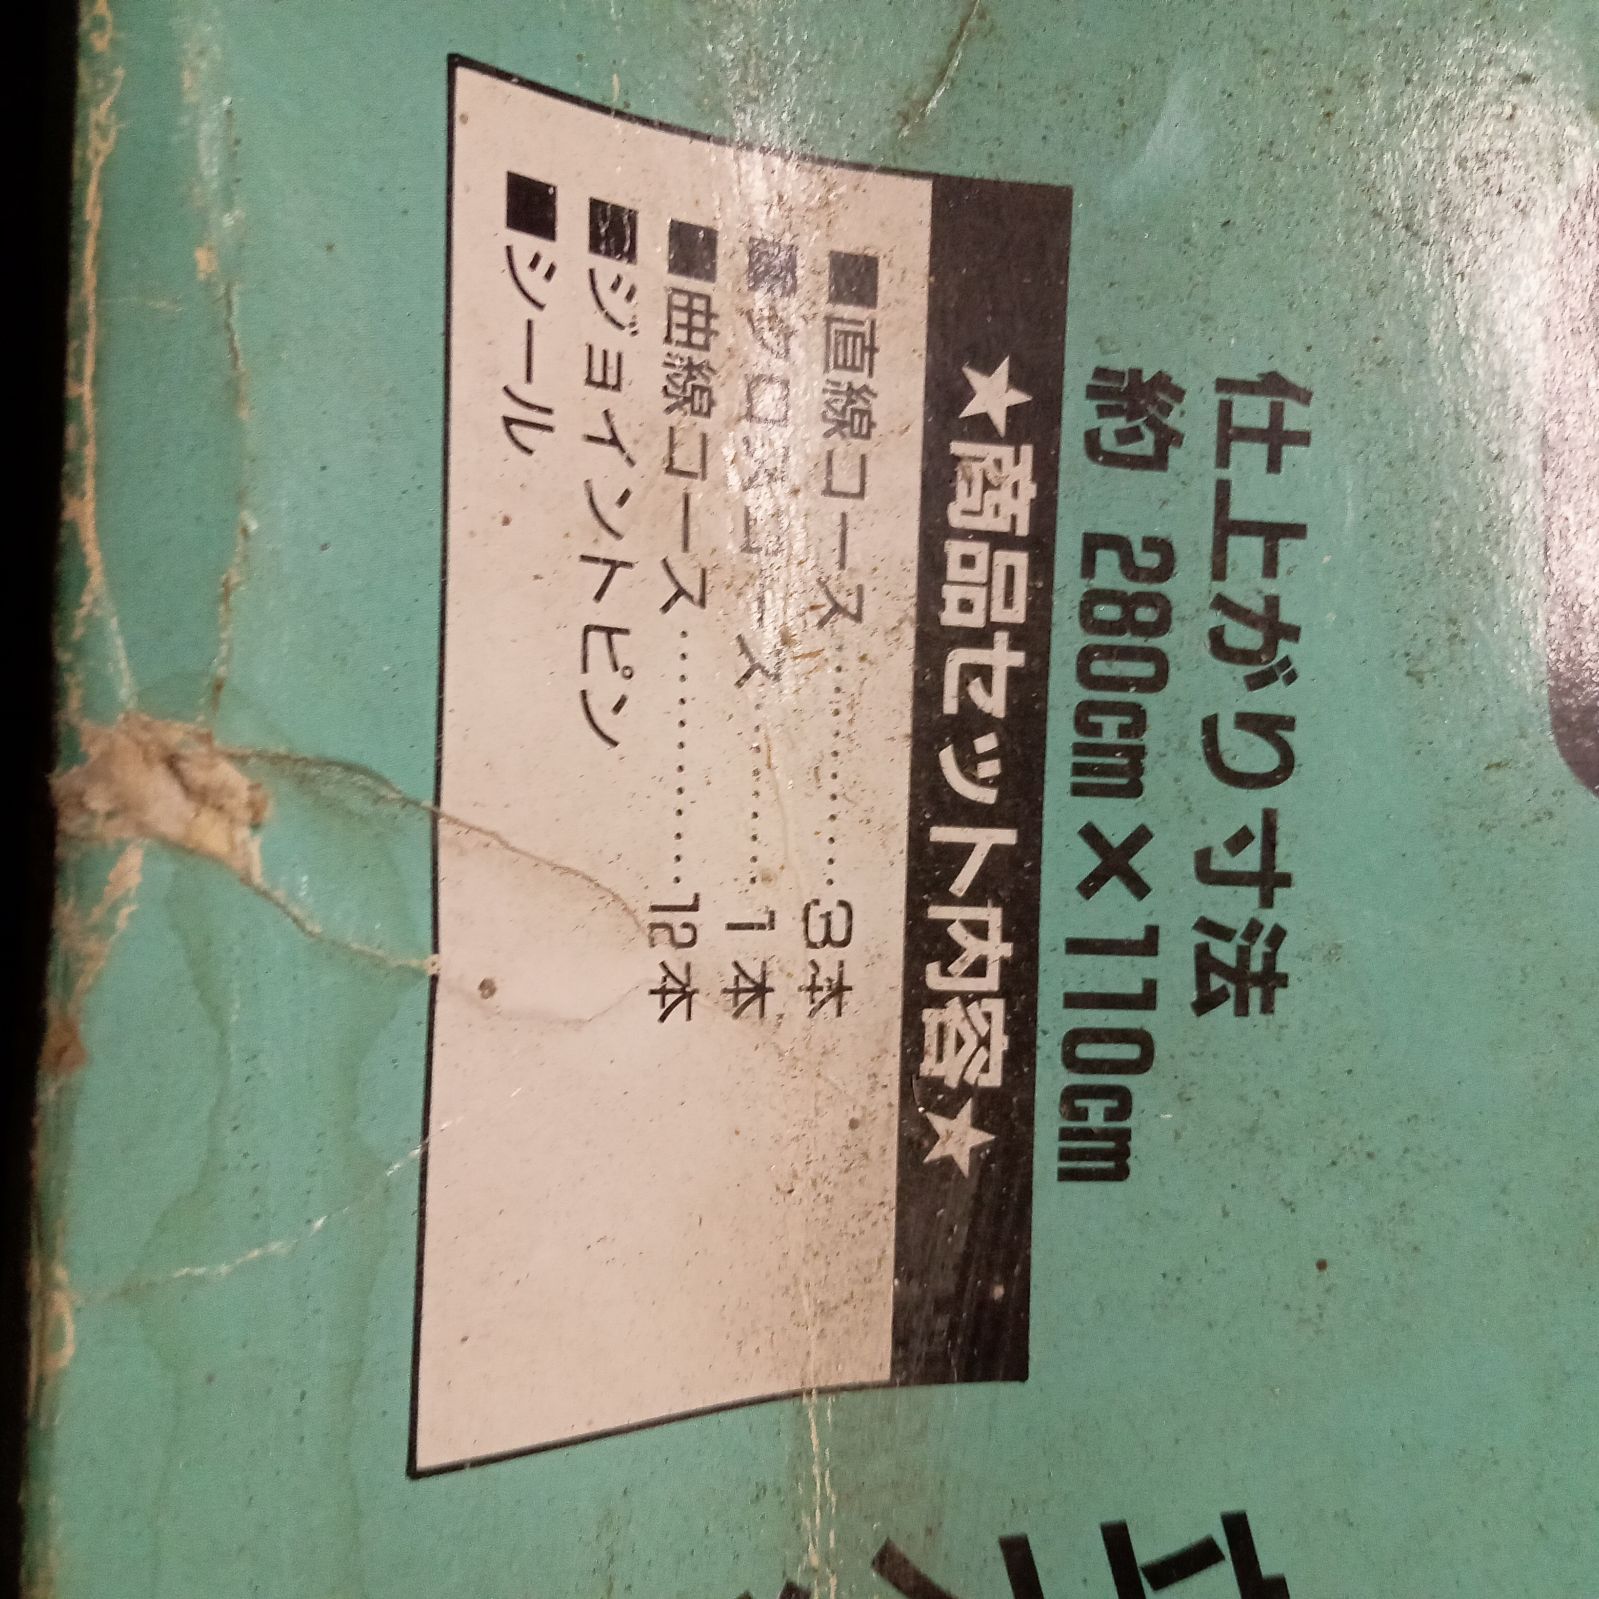 仕上がり寸法
約 280cm×110cm
★商品セット内容★
■直線コース…………3本
■クロスコース………1本
■曲線コース…………12本
■ジョイントピン
■シール